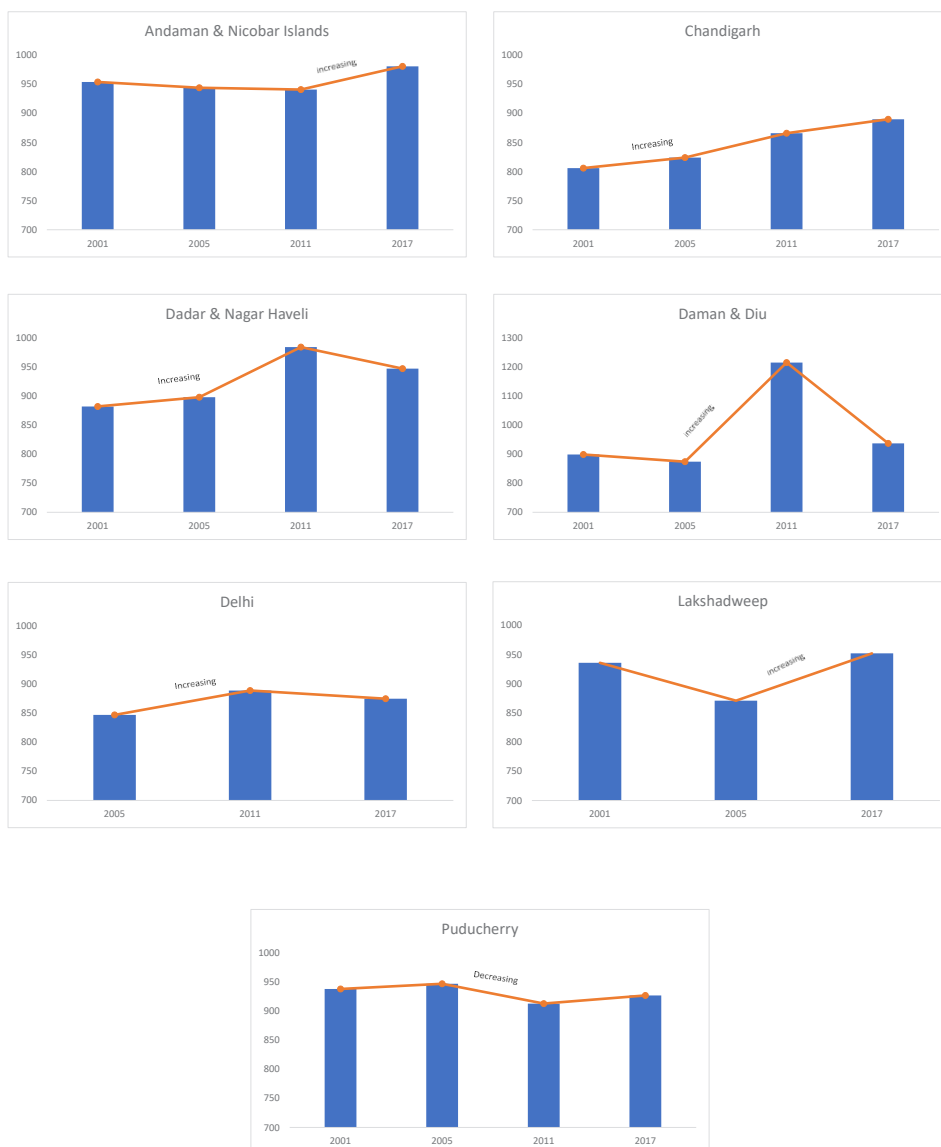 Andaman & Nicobar Islands
1000
950
900
850
800
750
700
increasing
2001 2005 2011 2017
Chandigarh
1000
950
900
850
800
750
700
Increasing
2001 2005 2011 2017
Dadar & Nagar Haveli
1000
950
900
850
800
750
700
Increasing
2001 2005 2011 2017
Daman & Diu
1300
1200
1100
1000
900
800
700
increasing
2001 2005 2011 2017
Delhi
1000
950
900
850
800
750
700
Increasing
2005 2011 2017
Lakshadweep
1000
950
900
850
800
750
700
increasing
2001 2005 2017
Puducherry
1000
950
900
850
800
750
700
Decreasing
2001 2005 2011 2017